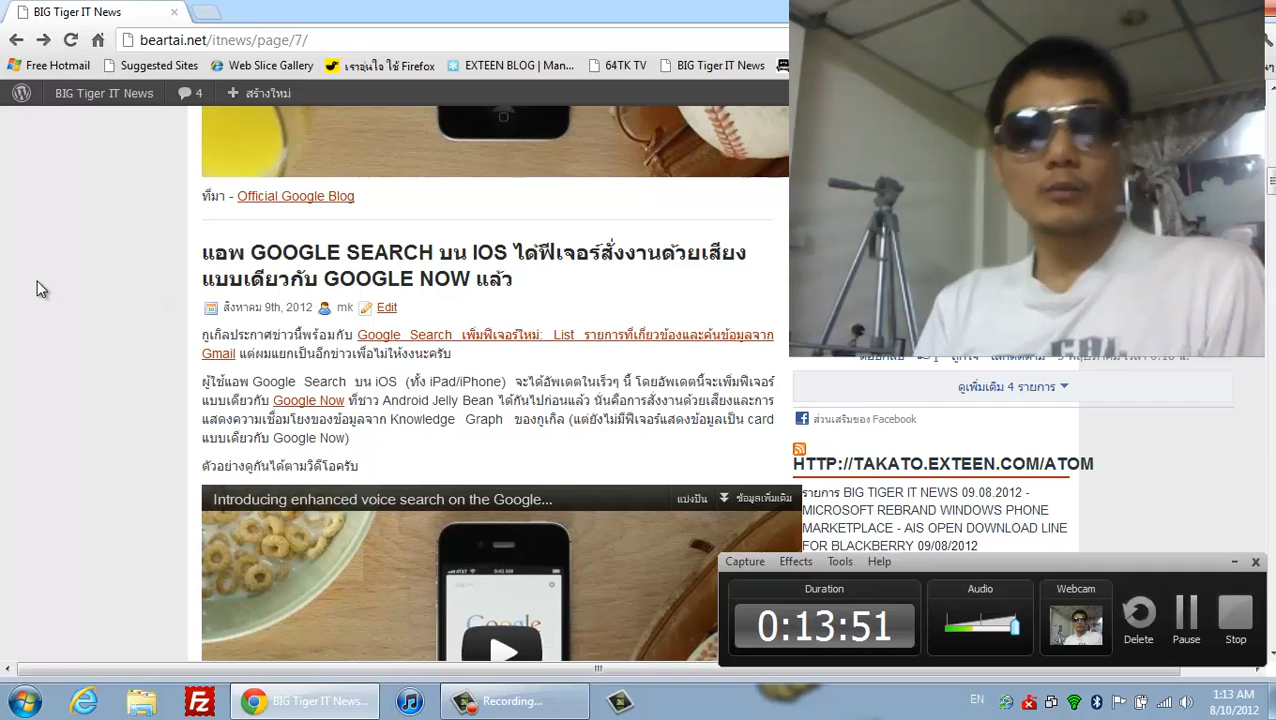 BIG Tiger IT News
beartai.net/itnews/page/7/
Free Hotmail
Suggested Sites
Web Slice Gallery
เราอุ่นใจ ใช้ Firefox
EXTEEN BLOG | Man...
64TK TV
BIG Tiger IT News
BIG Tiger IT News
4
สร้างใหม่
ที่มา - Official Google Blog
แอพ GOOGLE SEARCH บน IOS ได้ฟีเจอร์สั่งงานด้วยเสียง
แบบเดียวกับ GOOGLE NOW แล้ว
สิงหาคม 9th, 2012 mk Edit
กูเกิลประกาศข่าวนี้พร้อมกับ Google Search เพิ่มฟีเจอร์ใหม่: List รายการที่เกี่ยวข้องและค้นข้อมูลจาก
Gmail แต่ผมแยกเป็นอีกข่าวเพื่อไม่ให้งงนะครับ
ผู้ใช้แอพ Google Search บน iOS (ทั้ง iPad/iPhone) จะได้อัพเดตในเร็วๆ นี้ โดยอัพเดตนี้จะเพิ่มฟีเจอร์
แบบเดียวกับ Google Now ที่ชาว Android Jelly Bean ได้กันไปก่อนแล้ว นั่นคือการสั่งงานด้วยเสียงและการ
แสดงความเชื่อมโยงของข้อมูลจาก Knowledge Graph ของกูเกิล (แต่ยังไม่มีฟีเจอร์แสดงข้อมูลเป็น card
แบบเดียวกับ Google Now)
ตัวอย่างดูกันได้ตามวิดีโอครับ
Introducing enhanced voice search on the Google...
แบ่งปัน
ข้อมูลเพิ่มเติม
Google
ดูเพิ่มเติม 4 รายการ
ส่วนเสริมของ Facebook
HTTP://TAKATO.EXTEEN.COM/ATOM
รายการ BIG TIGER IT NEWS 09.08.2012 -
MICROSOFT REBRAND WINDOWS PHONE
MARKETPLACE - AIS OPEN DOWNLOAD LINE
FOR BLACKBERRY 09/08/2012
Capture Effects Tools Help
Duration
0:13:51
Audio
Webcam
Delete
Pause
Stop
BIG Tiger IT News...
Recording...
EN
1:13 AM
8/10/2012